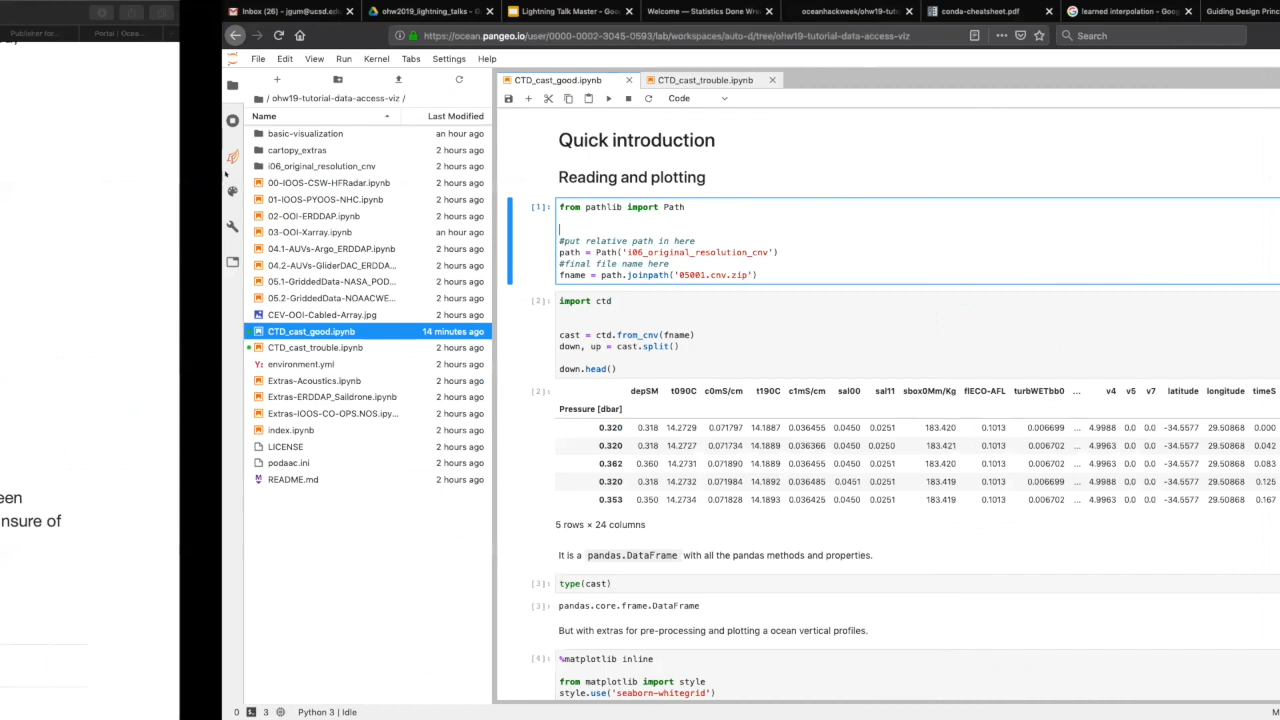 Inbox (918) - jgum@ucsd.ed
ohw2019_lightning_talks - G
Lightning Talk Master - Goo
Welcome — Statistics Done Wr
oceanhackweek/ohw19-tut
conda-cheatsheet.pdf
learned interpolation - Goog
Guiding Design Princ
Publisher for...
Portal | Ocea...
https://ocean.pangeo.io/user/0000-0002-3045-0593/lab/workspaces/auto-d/tree/ohw19-tutorial-data-access-viz
Search
File Edit View Run Kernel Tabs Settings Help
CTD_cast_good.ipynb
CTD_cast_trouble.ipynb
Code
/ ohw19-tutorial-data-access-viz /
Name Last Modified
basic-visualization an hour ago
cartopy_extras 2 hours ago
i06_original_resolution_cnv 2 hours ago
00-IOOS-CSW-HFRadar.ipynb 2 hours ago
01-IOOS-PYOOS-NHC.ipynb 2 hours ago
02-OOI-ERDDAP.ipynb 2 hours ago
03-OOI-Xarray.ipynb an hour ago
04.1-AUVs-Argo_ERDDAP.ipynb 2 hours ago
04.2-AUVs-GliderDAC_ERDDA... 2 hours ago
05.1-GriddedData-NASA_POD... 2 hours ago
05.2-GriddedData-NOAACWE... 2 hours ago
CEV-OOI-Cabled-Array.jpg 2 hours ago
CTD_cast_good.ipynb 14 minutes ago
CTD_cast_trouble.ipynb 2 hours ago
Y: environment.yml 2 hours ago
Extras-Acoustics.ipynb 2 hours ago
Extras-ERDDAP_Saildrone.ipynb 2 hours ago
Extras-IOOS-CO-OPS.NOS.ipy... 2 hours ago
index.ipynb 2 hours ago
LICENSE 2 hours ago
podaac.ini 2 hours ago
README.md 2 hours ago
een
nsure of
Quick introduction
Reading and plotting
[1]: from pathlib import Path
#put relative path in here
path = Path('i06_original_resolution_cnv')
#final file name here
fname = path.joinpath('05001.cnv.zip')
[2]: import ctd
cast = ctd.from_cnv(fname)
down, up = cast.split()
down.head()
[2]: depSM t090C c0mS/cm t190C c1mS/cm sal00 sal11 sbox0Mm/Kg flECO-AFL turbWETbb0 ... v4 v5 v7 latitude longitude timeS
Pressure [dbar]
0.320 0.318 14.2729 0.071797 14.1887 0.036455 0.0450 0.0251 183.420 0.1013 0.006699 ... 4.9988 0.0 0.0 -34.5577 29.50868 0.000
0.320 0.318 14.2727 0.071734 14.1889 0.036366 0.0450 0.0250 183.421 0.1013 0.006702 ... 4.9963 0.0 0.0 -34.5577 29.50868 0.042
0.362 0.360 14.2731 0.071890 14.1889 0.036455 0.0450 0.0251 183.420 0.1013 0.006702 ... 4.9963 0.0 0.0 -34.5577 29.50868 0.083
0.320 0.318 14.2732 0.071984 14.1892 0.036485 0.0451 0.0251 183.419 0.1013 0.006699 ... 4.9988 0.0 0.0 -34.5577 29.50868 0.125
0.353 0.350 14.2734 0.071828 14.1893 0.036425 0.0450 0.0251 183.419 0.1013 0.006702 ... 4.9963 0.0 0.0 -34.5577 29.50868 0.167
5 rows × 24 columns
It is a pandas.DataFrame with all the pandas methods and properties.
[3]: type(cast)
[3]: pandas.core.frame.DataFrame
But with extras for pre-processing and plotting a ocean vertical profiles.
[4]: %matplotlib inline
from matplotlib import style
style.use('seaborn-whitegrid')
0 3 Python 3 | Idle
M